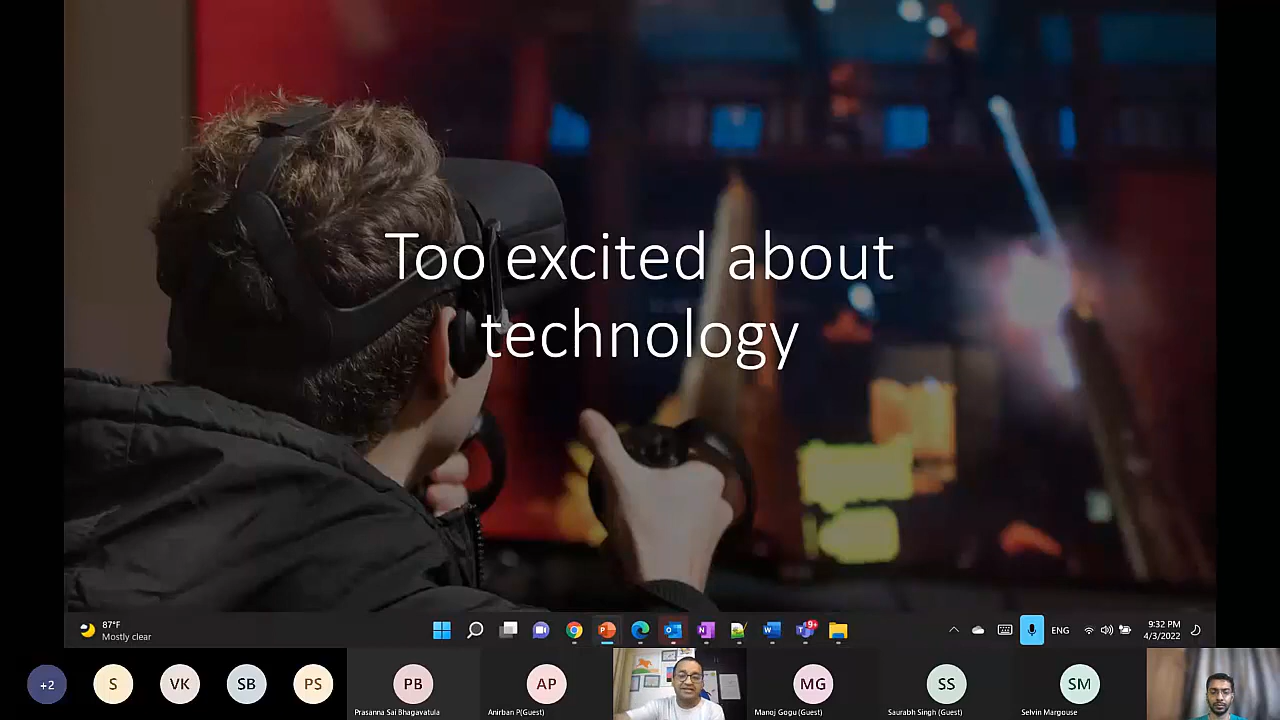 Too excited about
technology
87°F
Mostly clear
9+
ENG
9:32 PM
4/3/2022
+2
S
VK
SB
PS
PB
AP
MG
SS
SM
Prasanna Sai Bhagavatula
Anirban P(Guest)
Manoj Gogu (Guest)
Saurabh Singh (Guest)
Selvin Margouse